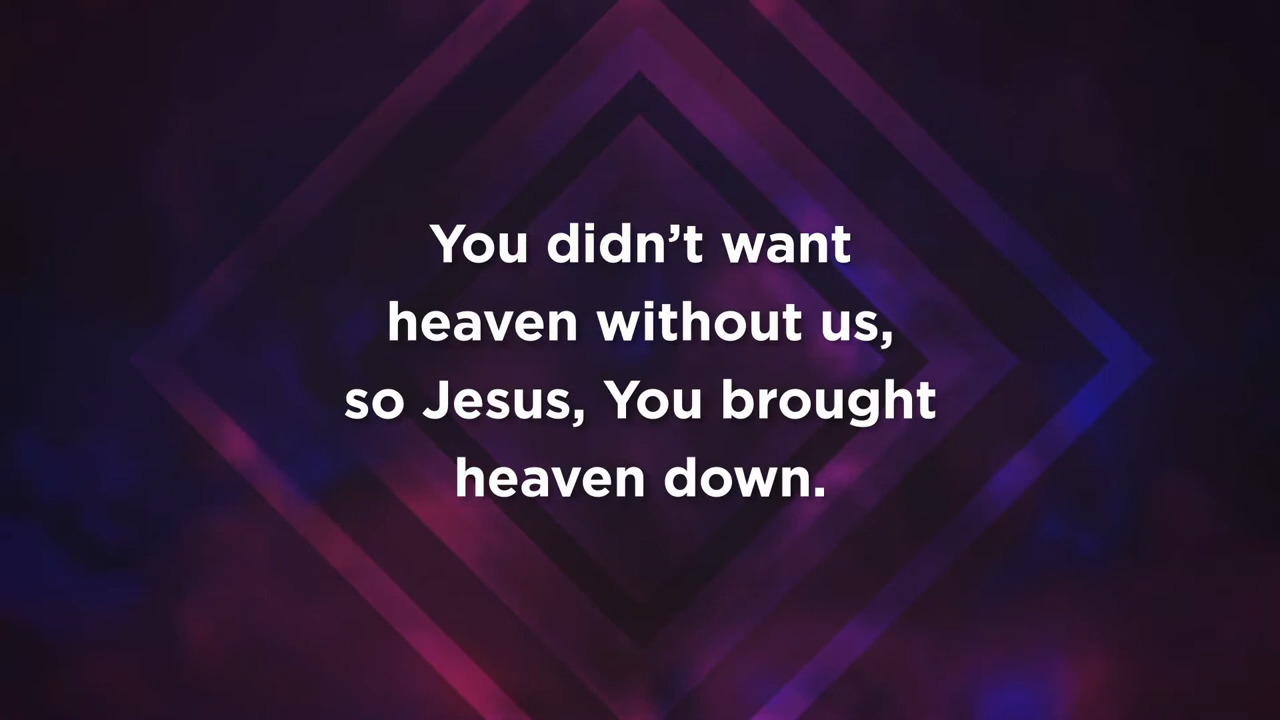 You didn’t want
heaven without us,
so Jesus, You brought
heaven down.